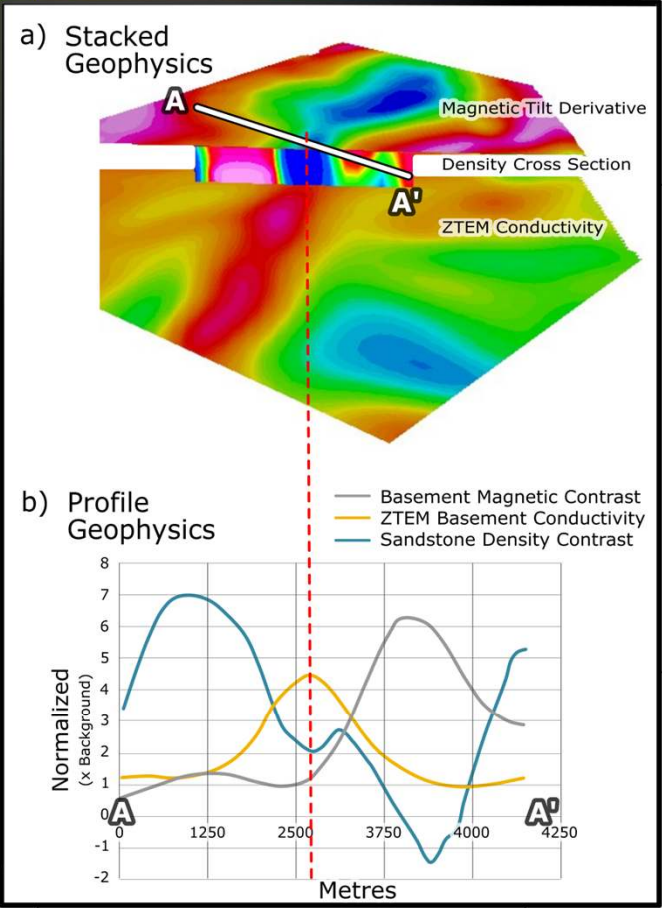 a) Stacked
Geophysics
A
Magnetic Tilt Derivative
Density Cross Section
A'
ZTEM Conductivity
b) Profile
Geophysics
Basement Magnetic Contrast
ZTEM Basement Conductivity
Sandstone Density Contrast
Normalized
(x Background)
8
7
6
5
4
3
2
1
0
-1
-2
A
A'
0 1250 2500 3750 4000 4250
Metres